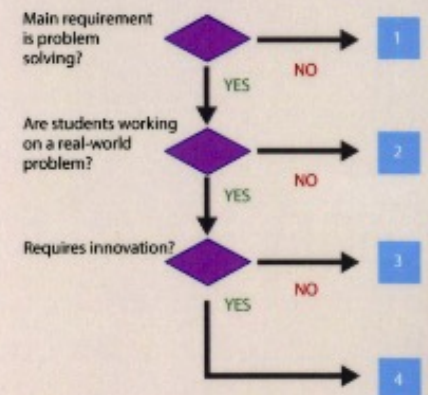 Main requirement
is problem
solving?
1
NO
YES
Are students working
on a real-world
problem?
2
NO
YES
Requires innovation?
3
NO
YES
4